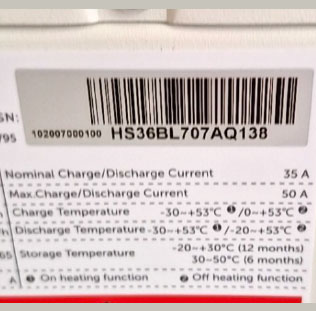 SN:
102007000100 HS36BL707AQ138
795
Nominal Charge/Discharge Current 35 A
Max.Charge/Discharge Current 50 A
Charge Temperature -30~+53°C ❶/0~+53°C ❷
h Discharge Temperature -30~+53°C ❶/-20~+53°C ❷
65 Storage Temperature -20~+30°C (12 months)
30~50°C (6 months)
A ❶ On heating function ❷ Off heating function